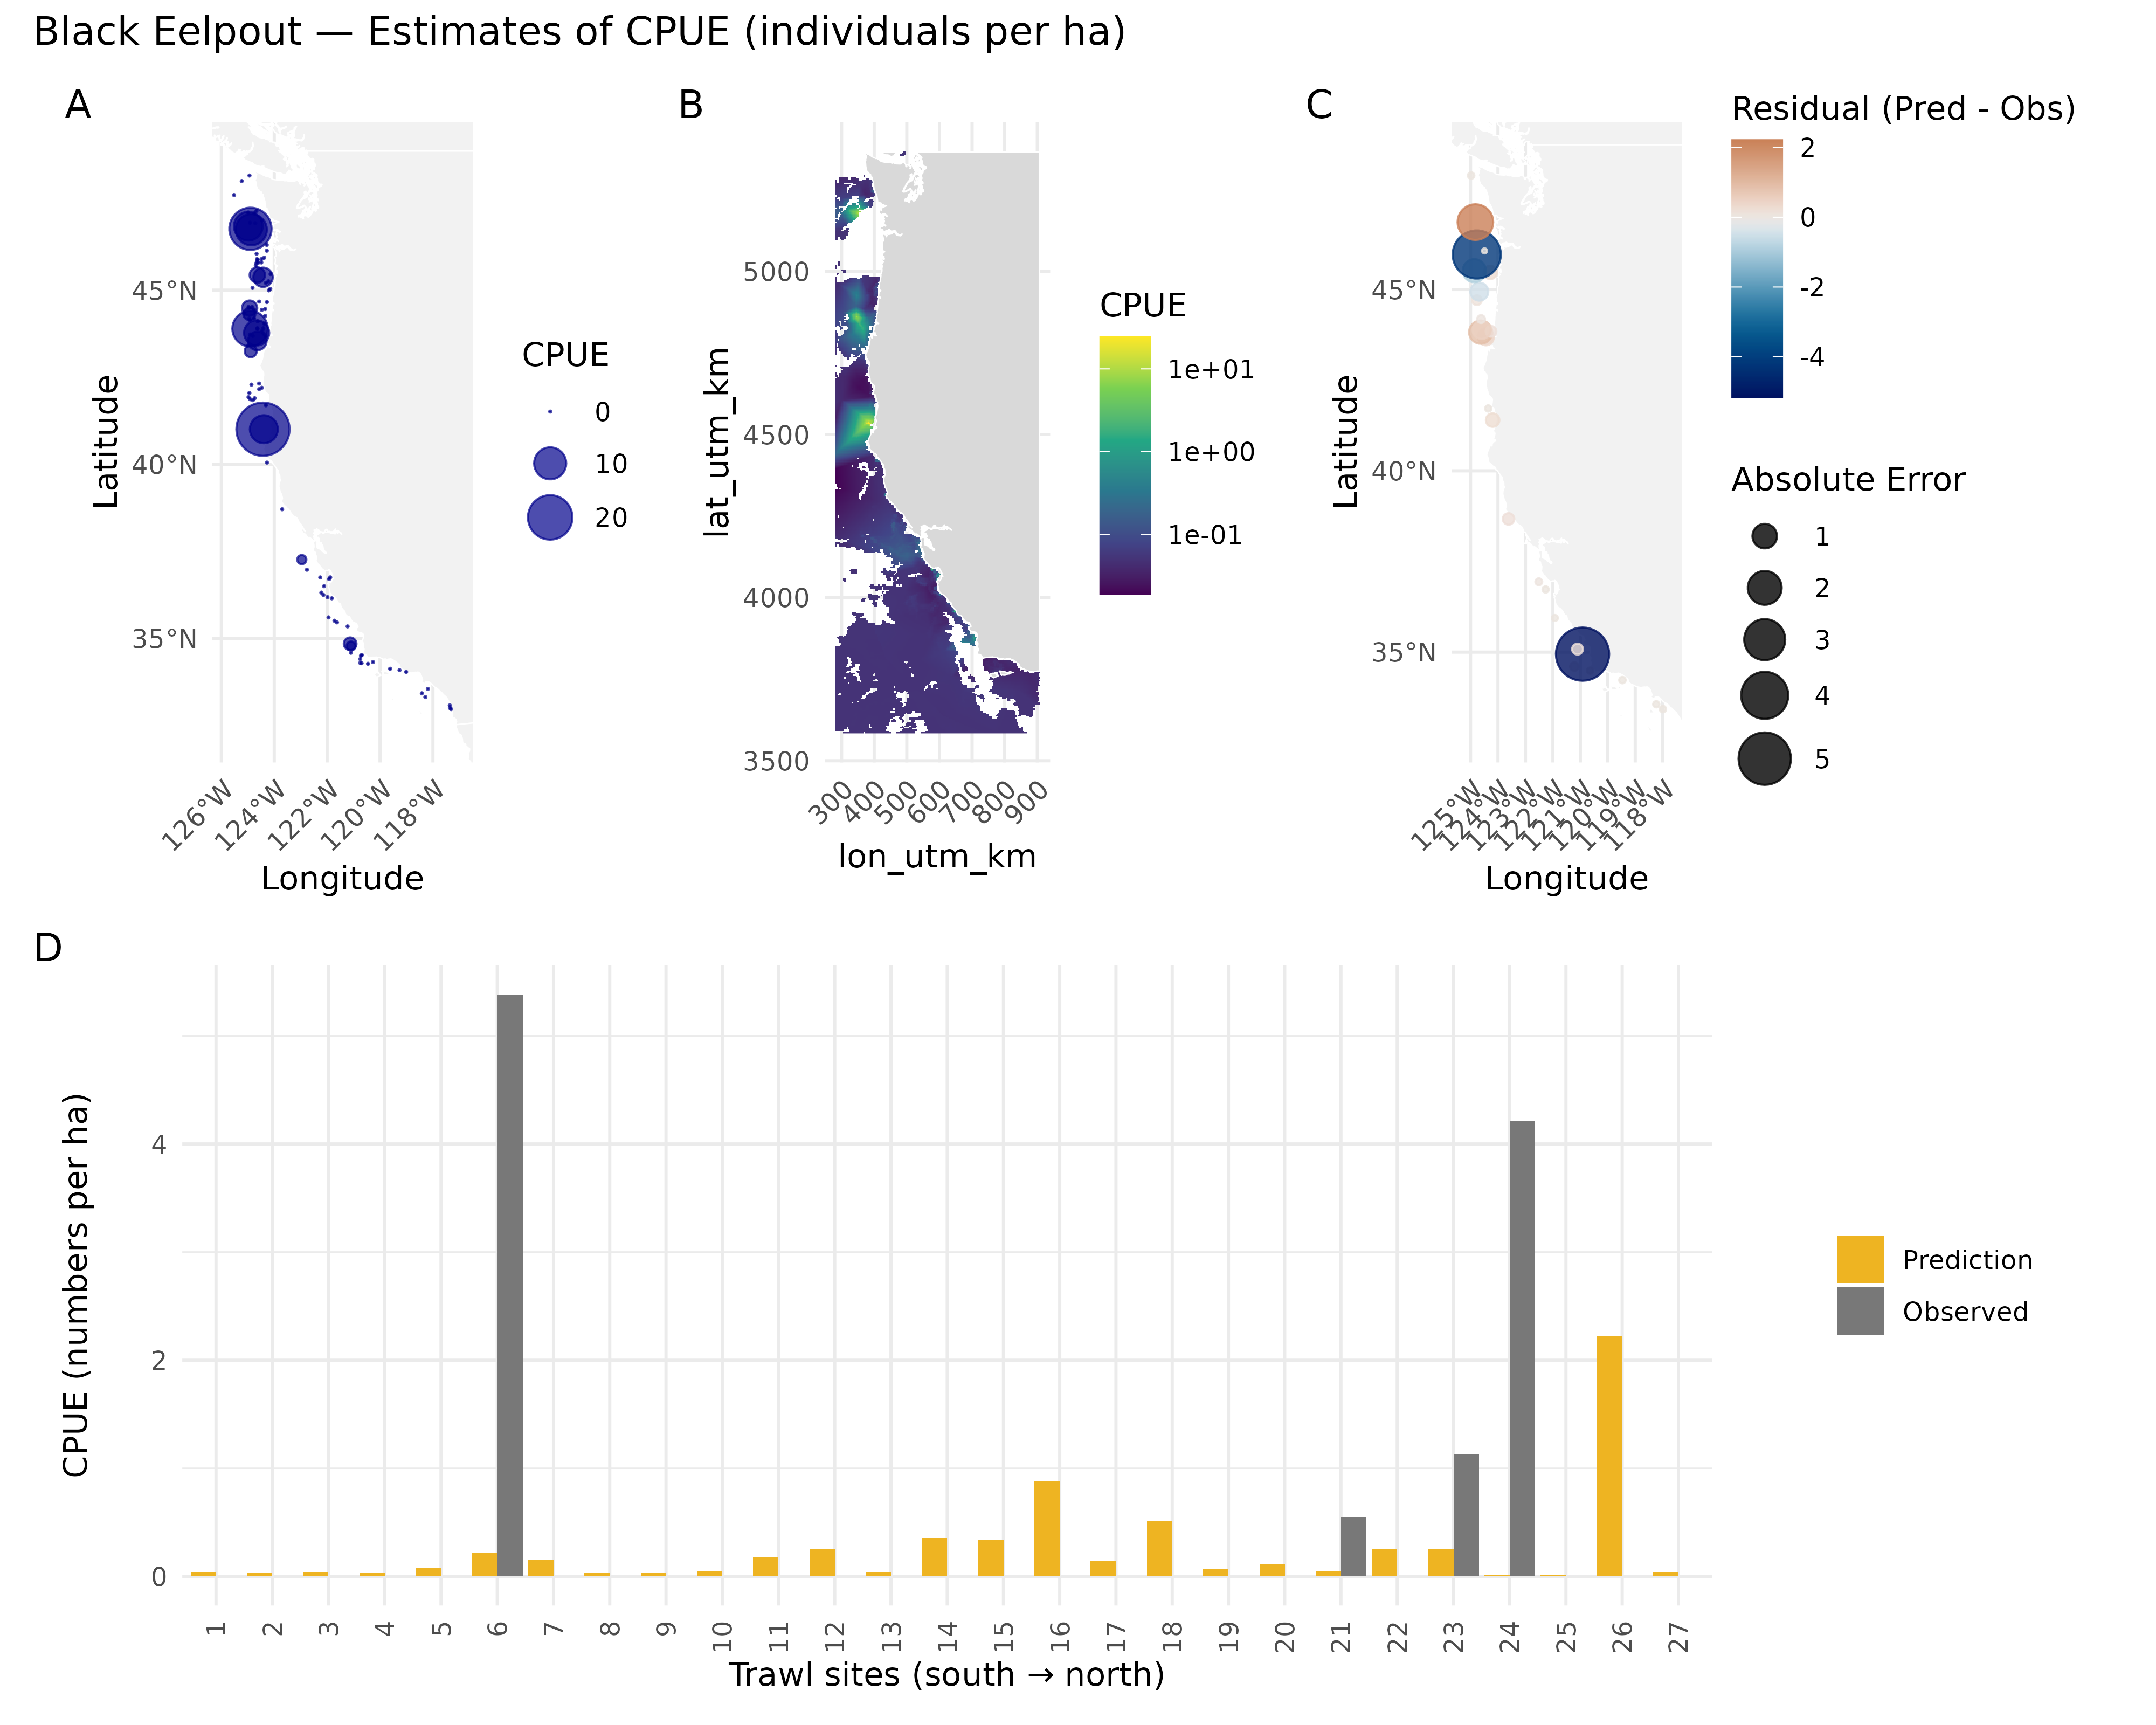 Black Eelpout — Estimates of CPUE (individuals per ha)
A
Latitude
45°N
40°N
35°N
126°W
124°W
122°W
120°W
118°W
Longitude
CPUE
0
10
20
B
lat_utm_km
5000
4500
4000
3500
300
400
500
600
700
800
900
lon_utm_km
CPUE
1e+01
1e+00
1e-01
C
Latitude
45°N
40°N
35°N
125°W
124°W
123°W
122°W
121°W
120°W
119°W
118°W
Longitude
Residual (Pred - Obs)
2
0
-2
-4
Absolute Error
1
2
3
4
5
D
CPUE (numbers per ha)
4
2
0
1
2
3
4
5
6
7
8
9
10
11
12
13
14
15
16
17
18
19
20
21
22
23
24
25
26
27
Trawl sites (south → north)
Prediction
Observed